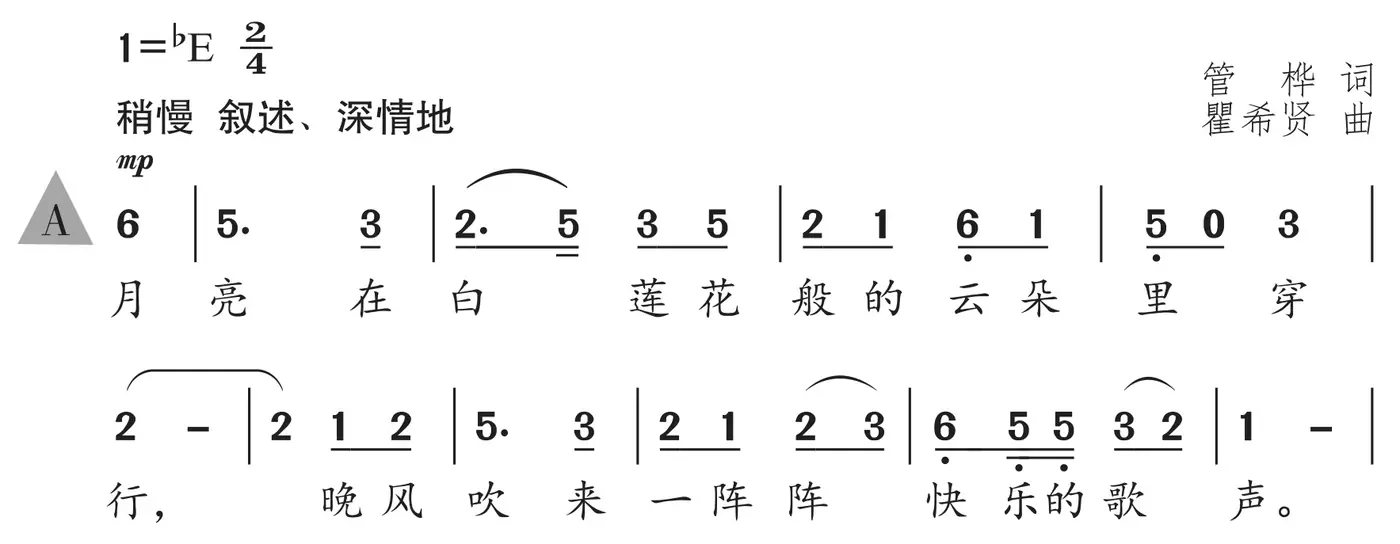 1=♭E 2/4
管 桦 词
稍慢 叙述、深情地
瞿希贤 曲
mp
A 6 | 5. 3 | 2. 5 3 5 | 2 1 6̣ 1 | 5̣ 0 3 |
月 亮 在 白 莲 花 般 的 云 朵 里 穿
2 – | 2 1 2 | 5. 3 | 2 1 2 3 | 6̣ 5̣ 5̣ 3 2 | 1 – |
行, 晚 风 吹 来 一 阵 阵 快 乐 的 歌 声。